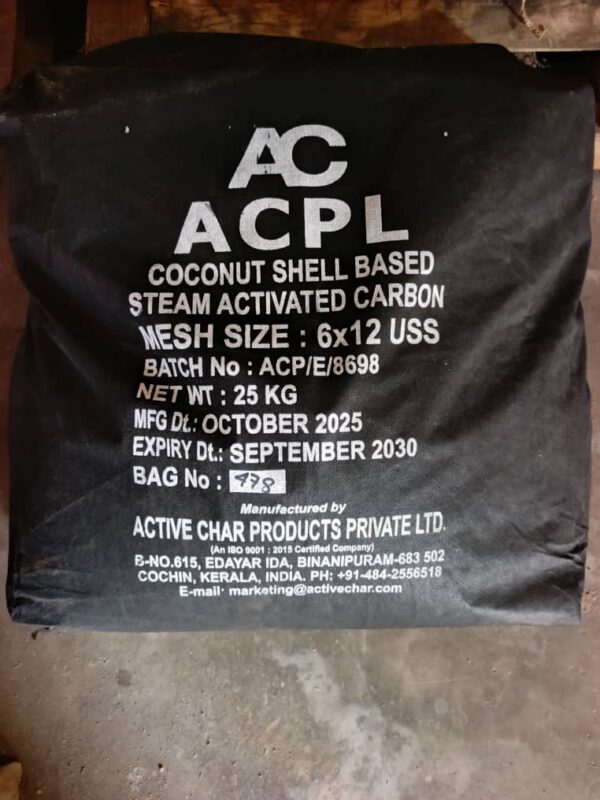 AC
ACPL
COCONUT SHELL BASED
STEAM ACTIVATED CARBON
MESH SIZE : 6x12 USS
BATCH No : ACP/E/8698
NET WT : 25 KG
MFG Dt.: OCTOBER 2025
EXPIRY Dt.: SEPTEMBER 2030
BAG No : 478
Manufactured by
ACTIVE CHAR PRODUCTS PRIVATE LTD.
(An ISO 9001 : 2015 Certified Company)
B-NO.615, EDAYAR IDA, BINANIPURAM-683 502
COCHIN, KERALA, INDIA. PH: +91-484-2556518
E-mail: marketing@activechar.com